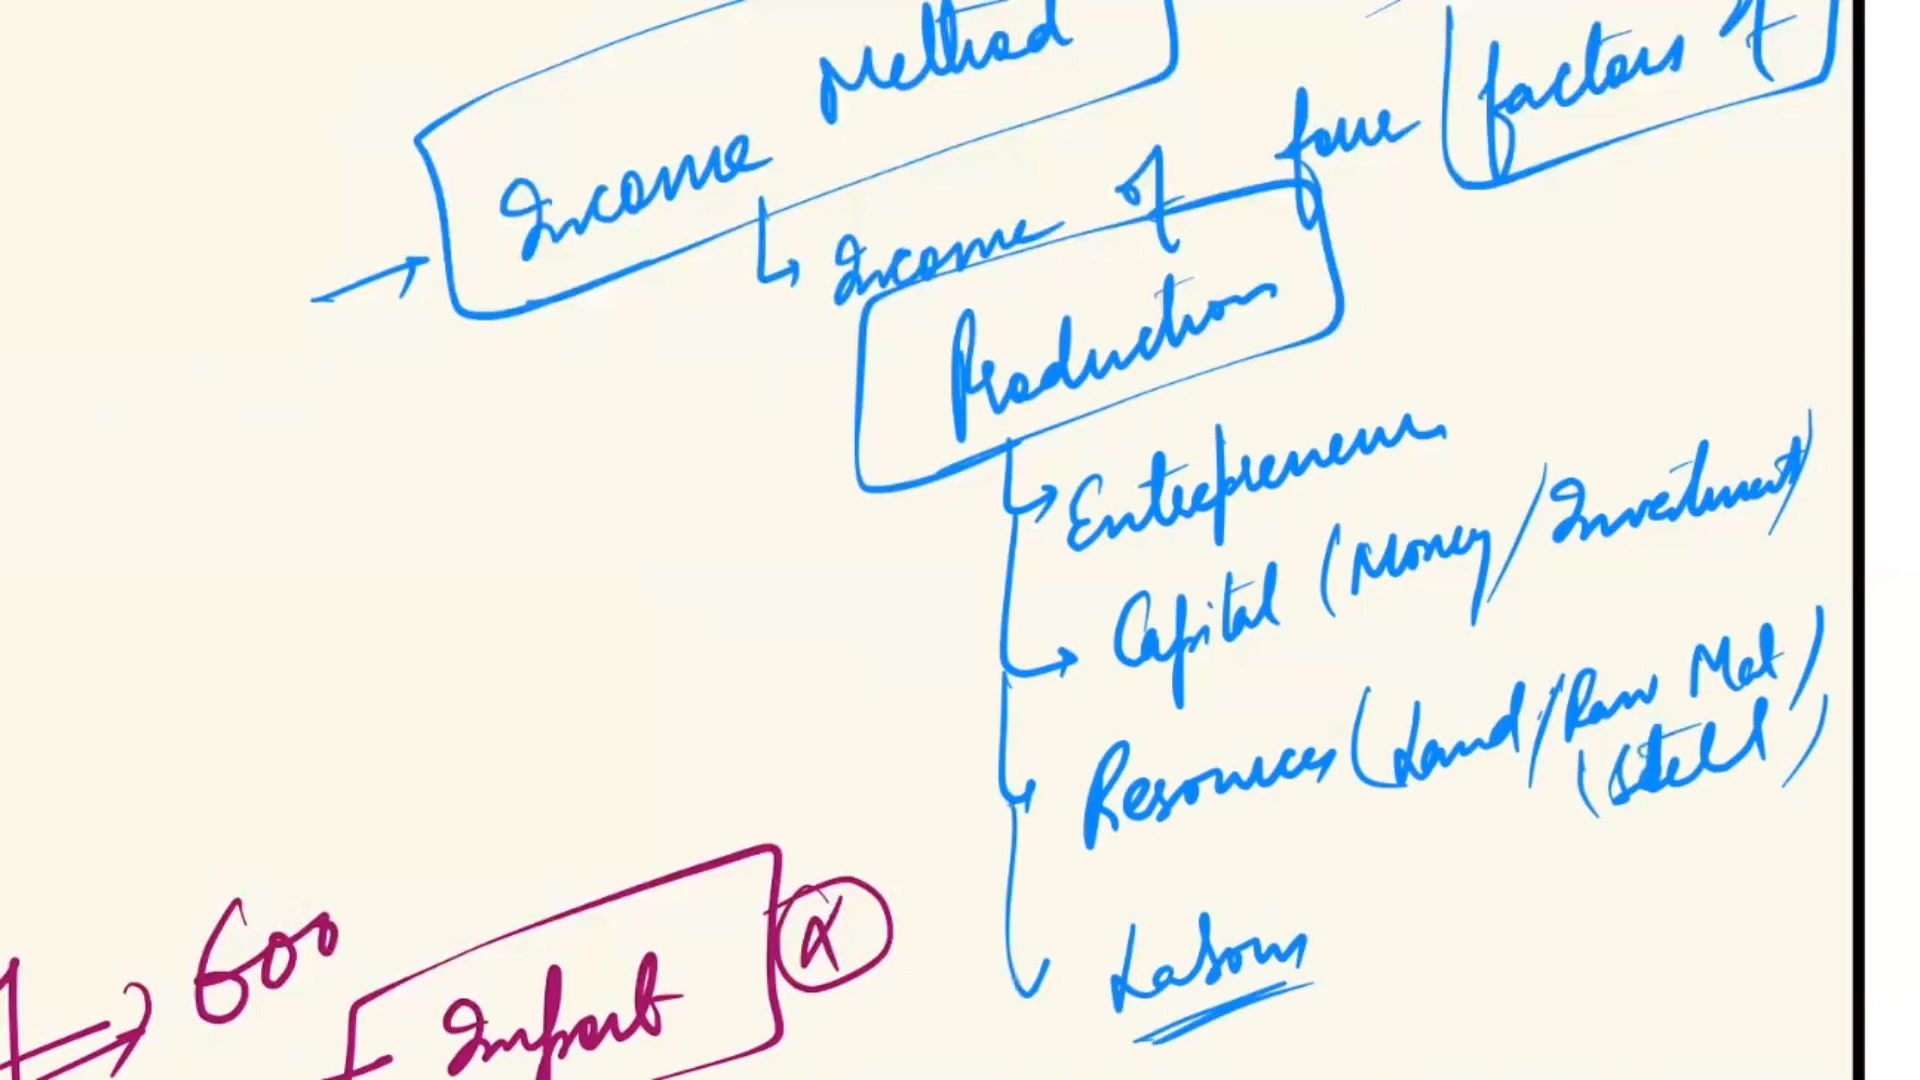 Income Method
Income of four factors of
Production
Entrepreneur
Capital (Money/Investment)
Resources (Land/Raw Mat)
(Steel)
Labour
600
Import X